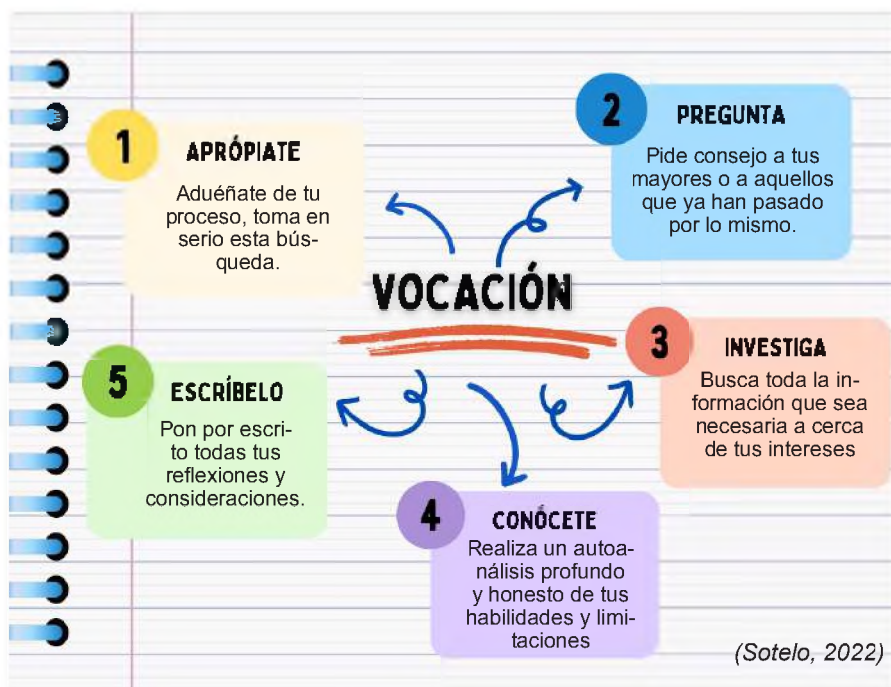 1
APRÓPIATE
Aduéñate de tu
proceso, toma en
serio esta bús-
queda.
2
PREGUNTA
Pide consejo a tus
mayores o a aquellos
que ya han pasado
por lo mismo.
VOCACIÓN
3
INVESTIGA
Busca toda la in-
formación que sea
necesaria a cerca
de tus intereses
4
CONÓCETE
Realiza un autoa-
nálisis profundo
y honesto de tus
habilidades y limi-
taciones
5
ESCRÍBELO
Pon por escri-
to todas tus
reflexiones y
consideraciones.
(Sotelo, 2022)